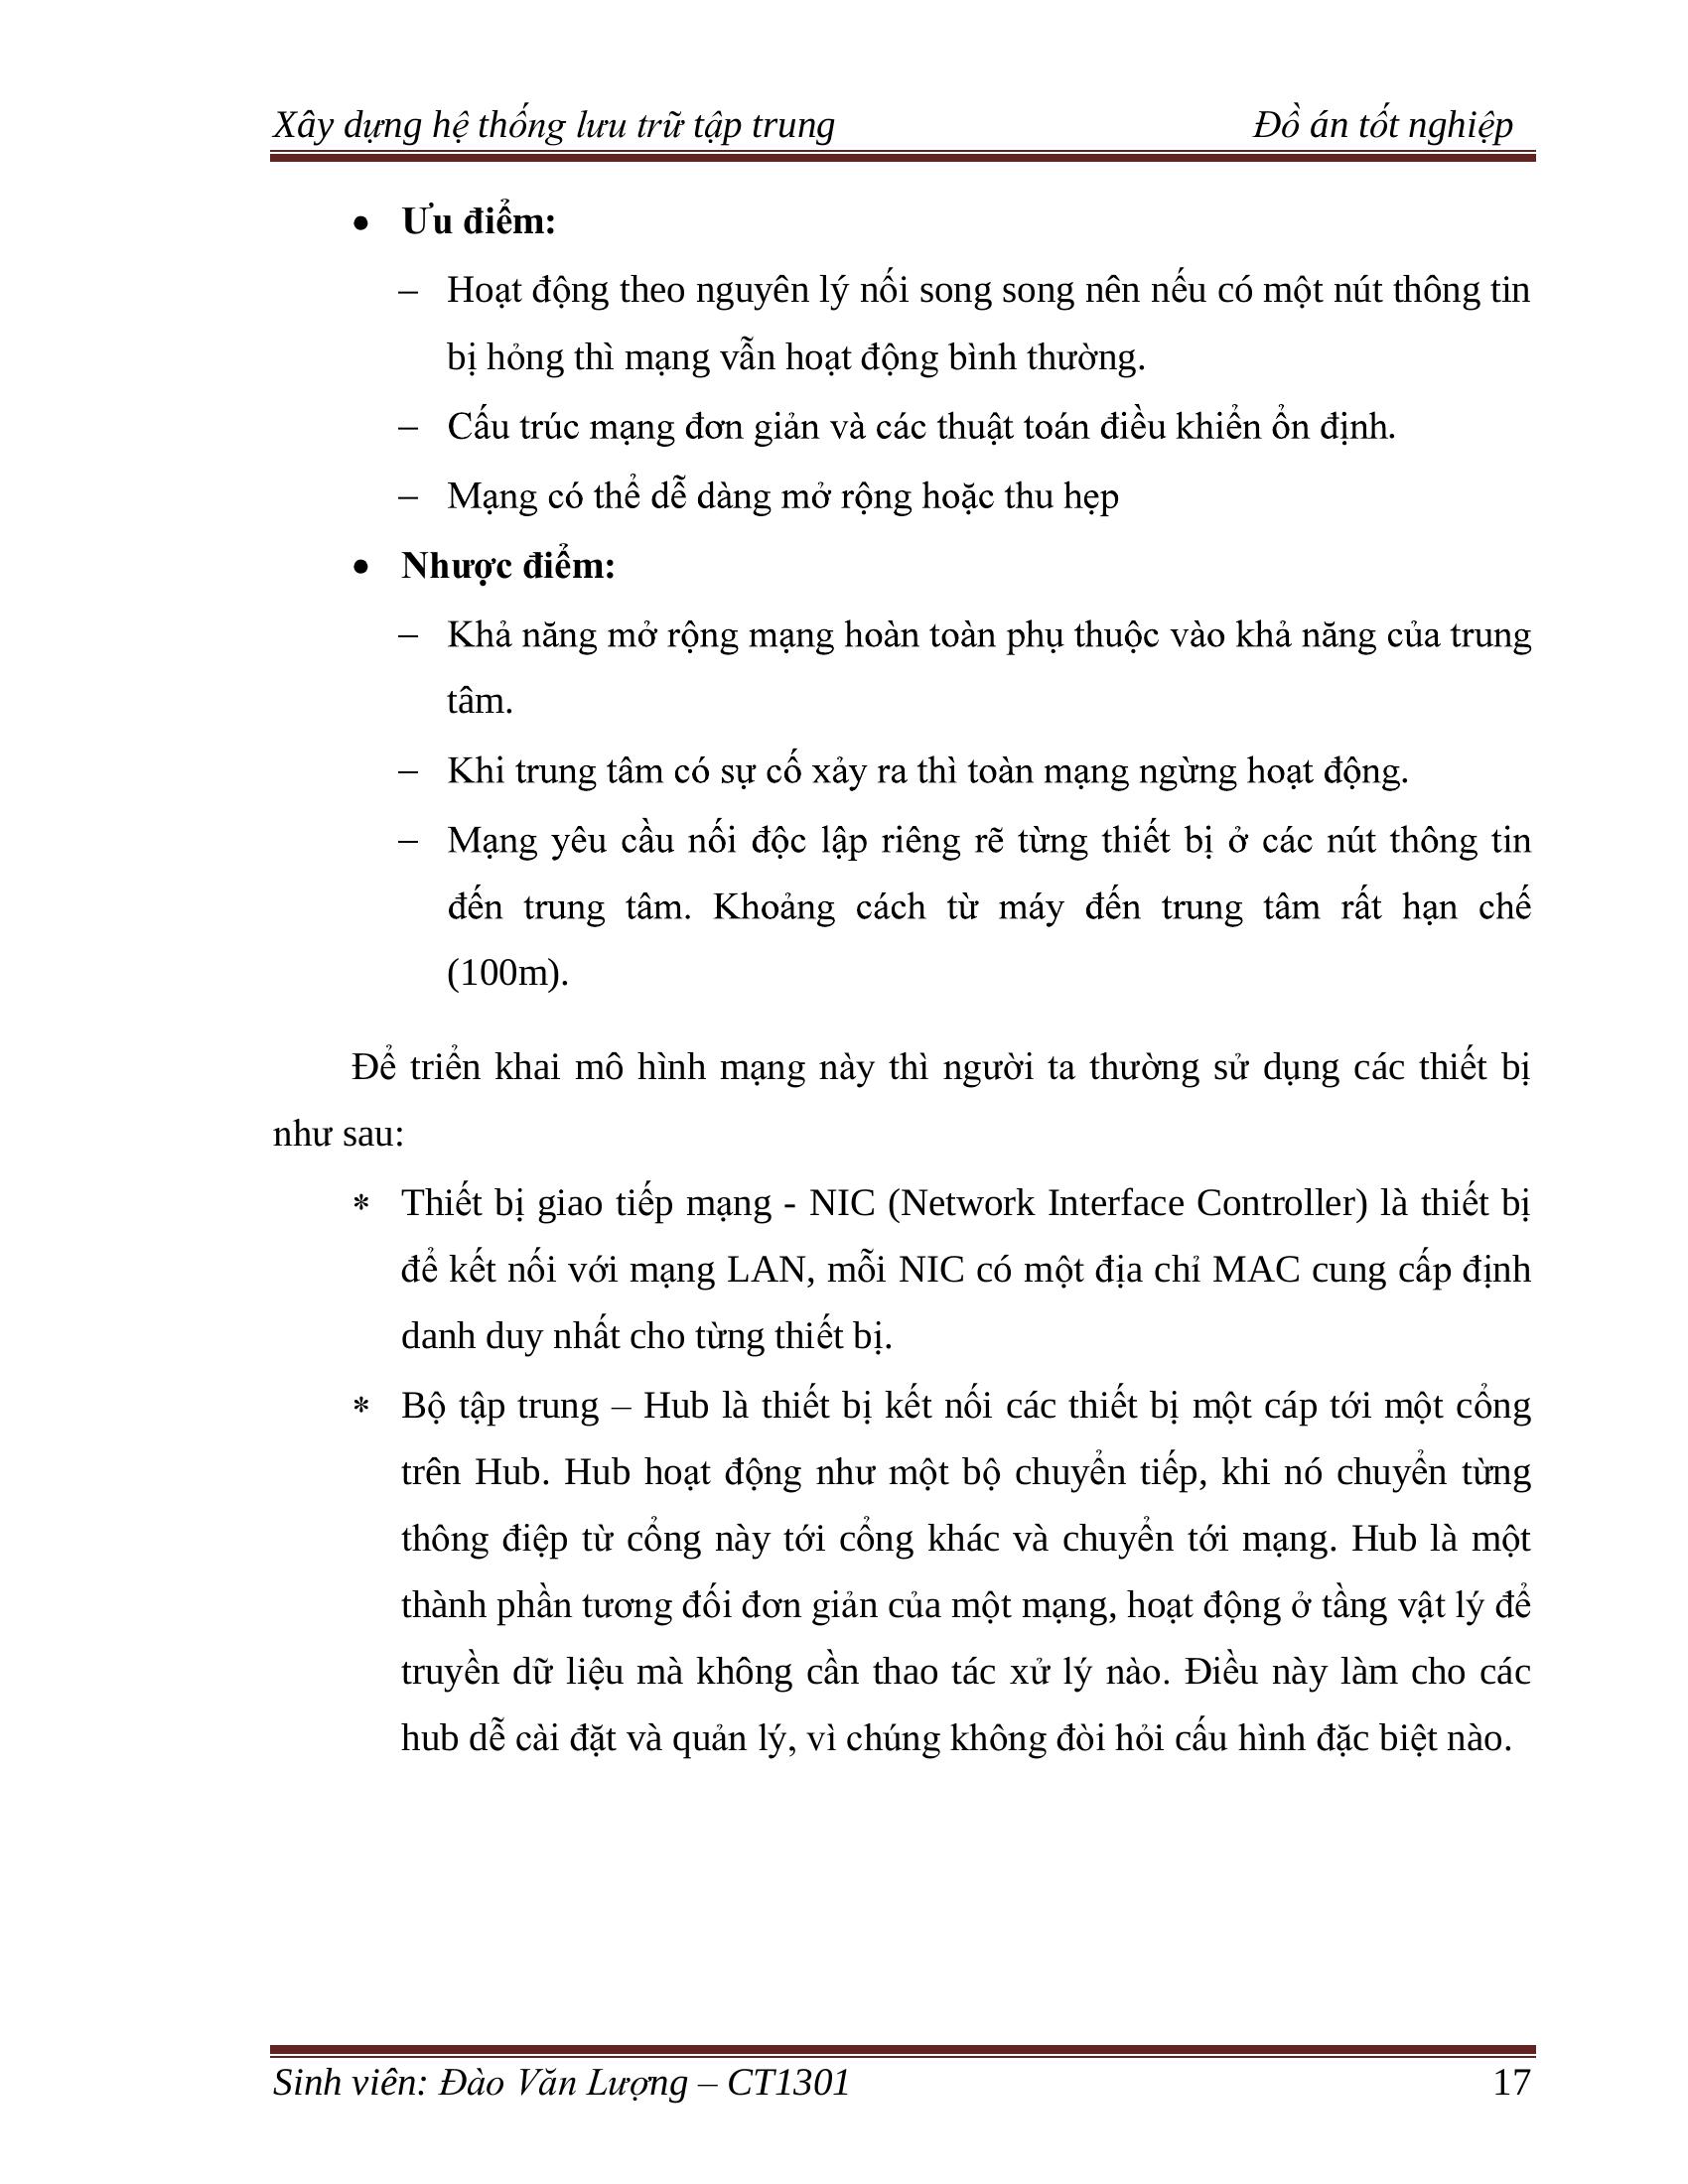 Xây dựng hệ thống lưu trữ tập trung Đồ án tốt nghiệp
• Ưu điểm:
– Hoạt động theo nguyên lý nối song song nên nếu có một nút thông tin
bị hỏng thì mạng vẫn hoạt động bình thường.
– Cấu trúc mạng đơn giản và các thuật toán điều khiển ổn định.
– Mạng có thể dễ dàng mở rộng hoặc thu hẹp
• Nhược điểm:
– Khả năng mở rộng mạng hoàn toàn phụ thuộc vào khả năng của trung
tâm.
– Khi trung tâm có sự cố xảy ra thì toàn mạng ngừng hoạt động.
– Mạng yêu cầu nối độc lập riêng rẽ từng thiết bị ở các nút thông tin
đến trung tâm. Khoảng cách từ máy đến trung tâm rất hạn chế
(100m).
Để triển khai mô hình mạng này thì người ta thường sử dụng các thiết bị
như sau:
* Thiết bị giao tiếp mạng - NIC (Network Interface Controller) là thiết bị
để kết nối với mạng LAN, mỗi NIC có một địa chỉ MAC cung cấp định
danh duy nhất cho từng thiết bị.
* Bộ tập trung – Hub là thiết bị kết nối các thiết bị một cáp tới một cổng
trên Hub. Hub hoạt động như một bộ chuyển tiếp, khi nó chuyển từng
thông điệp từ cổng này tới cổng khác và chuyển tới mạng. Hub là một
thành phần tương đối đơn giản của một mạng, hoạt động ở tầng vật lý để
truyền dữ liệu mà không cần thao tác xử lý nào. Điều này làm cho các
hub dễ cài đặt và quản lý, vì chúng không đòi hỏi cấu hình đặc biệt nào.
Sinh viên: Đào Văn Lượng – CT1301 17